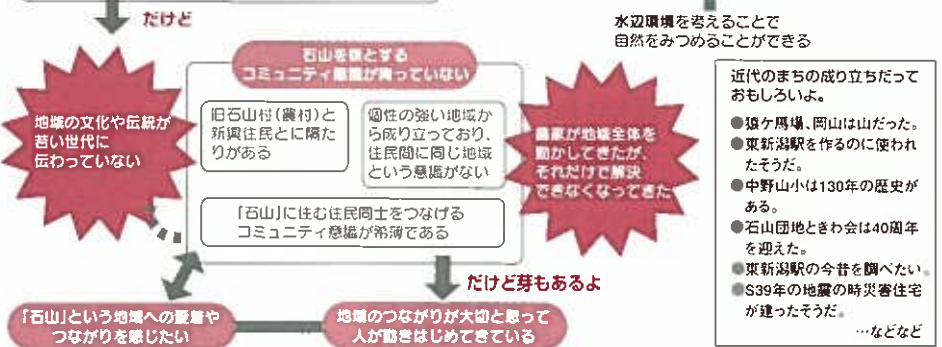 だけど
水辺環境を考えることで
自然をみつめることができる
石山を核とする
コミュニティ意識が育っていない
地域の文化や伝統が
若い世代に
伝わっていない
旧石山村(農村)と
新興住民とに隔た
りがある
個性の強い地域か
ら成り立っており、
住民間に同じ地域
という意識がない
農家が地域全体を
動かしてきたが、
それだけで解決
できなくなってきた
「石山」に住む住民同士をつなげる
コミュニティ意識が希薄である
だけど芽もあるよ
「石山」という地域への愛着や
つながりを感じたい
地域のつながりが大切と思って
人が動きはじめてきている
近代のまちの成り立ちだって
おもしろいよ。
●猿ケ馬場、岡山は山だった。
●東新潟駅を作るのに使われ
たそうだ。
●中野山小は130年の歴史が
ある。
●石山団地ときわ会は40周年
を迎えた。
●東新潟駅の今昔を調べたい。
●S39年の地震の時災害住宅
が建ったそうだ。
…などなど